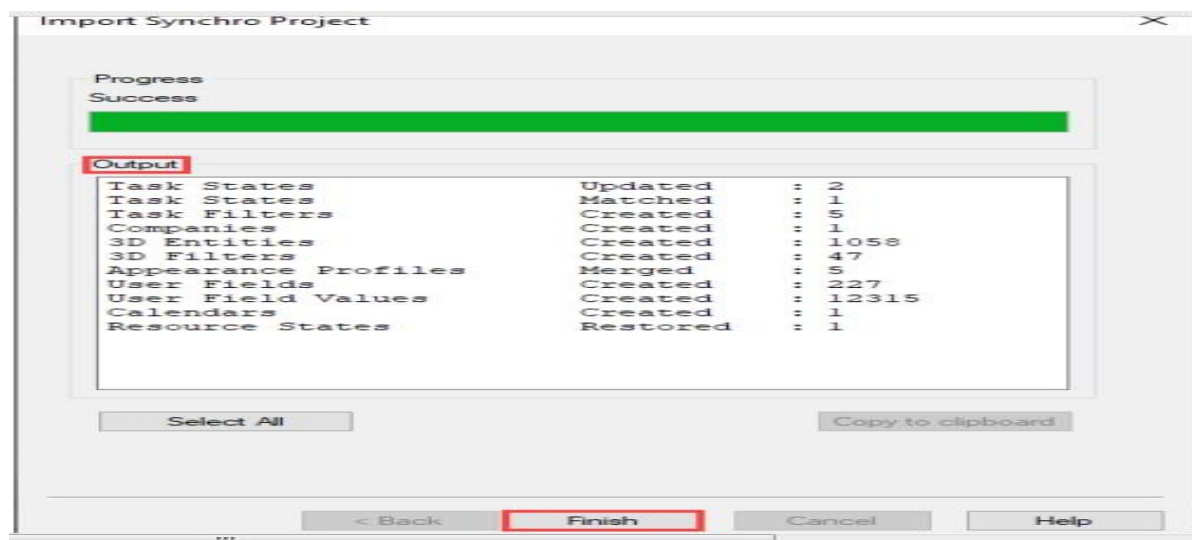 Import Synchro Project
Progress
Success
Output
Task States Updated : 2
Task States Matched : 1
Task Filters Created : 5
Companies Created : 1
3D Entities Created : 1058
3D Filters Created : 47
Appearance Profiles Merged : 5
User Fields Created : 227
User Field Values Created : 12315
Calendars Created : 1
Resource States Restored : 1
Select All Copy to clipboard
< Back Finish Cancel Help